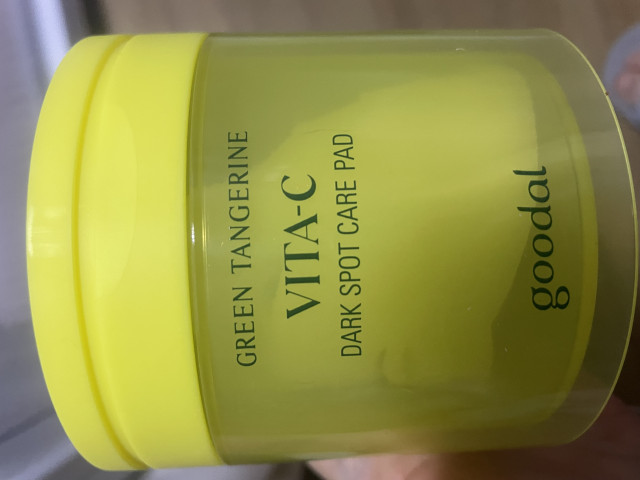 GREEN TANGERINE
VITA-C
DARK SPOT CARE PAD
goodal